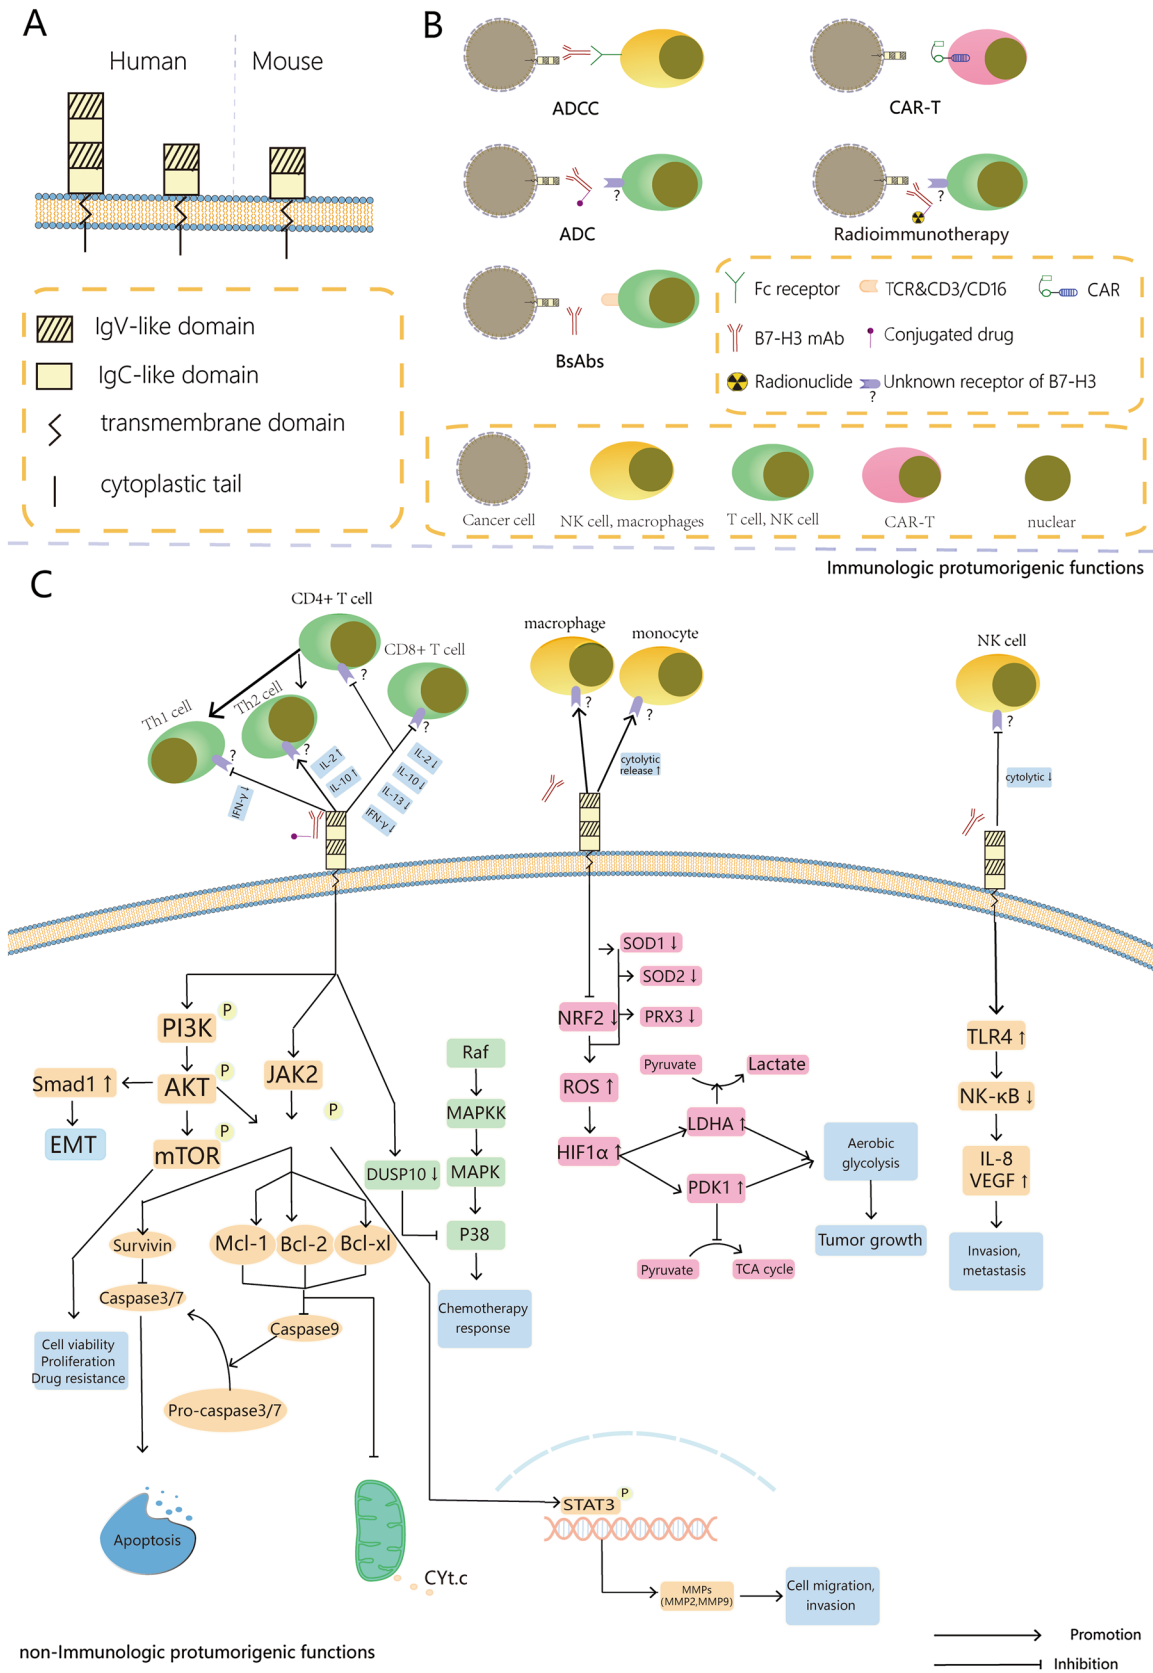 A
Human
Mouse
IgV-like domain
IgC-like domain
transmembrane domain
cytoplastic tail
B
ADCC
CAR-T
?
ADC
?
Radioimmunotherapy
BsAbs
Fc receptor
TCR&CD3/CD16
CAR
B7-H3 mAb
Conjugated drug
Radionuclide
Unknown receptor of B7-H3
?
Cancer cell
NK cell, macrophages
T cell, NK cell
CAR-T
nuclear
Immunologic protumorigenic functions
C
CD4+ T cell
?
CD8+ T cell
?
Th1 cell
?
Th2 cell
?
IFN-γ↓
IL-2↑
IL-10↑
IL-2↓
IL-10↓
IL-13↓
IFN-γ↓
macrophage
?
monocyte
?
cytolytic
release ↑
NK cell
?
cytolytic ↓
PI3K
P
AKT
P
Smad1 ↑
EMT
mTOR
P
JAK2
P
DUSP10 ↓
Raf
MAPKK
MAPK
P38
Chemotherapy
response
Survivin
Mcl-1
Bcl-2
Bcl-xl
Caspase3/7
Caspase9
Pro-caspase3/7
Cell viability
Proliferation
Drug resistance
Apoptosis
CYt.c
SOD1 ↓
SOD2 ↓
PRX3 ↓
NRF2 ↓
ROS ↑
HIF1α ↑
Pyruvate
Lactate
LDHA ↑
PDK1 ↑
Pyruvate
TCA cycle
Aerobic
glycolysis
Tumor growth
TLR4 ↑
NK-κB ↓
IL-8
VEGF ↑
Invasion,
metastasis
STAT3
P
MMPs
(MMP2,MMP9)
Cell migration,
invasion
non-Immunologic protumorigenic functions
Promotion
Inhibition